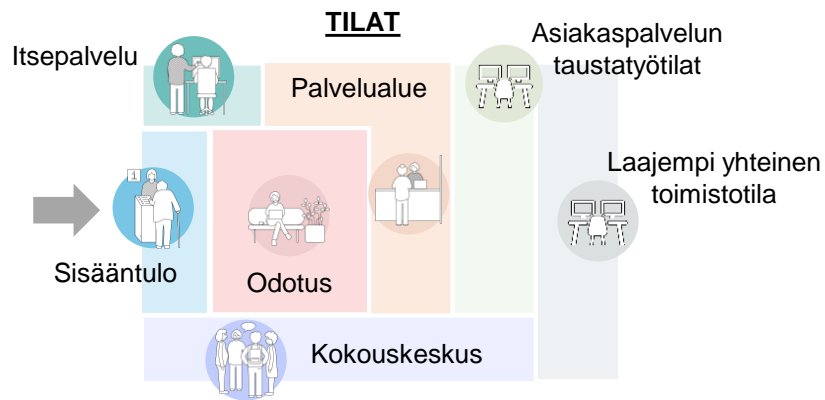 TILAT
Itsepalvelu
Asiakaspalvelun
taustatyötilat
Palvelualue
Laajempi yhteinen
toimistotila
i
Sisääntulo
Odotus
Kokouskeskus